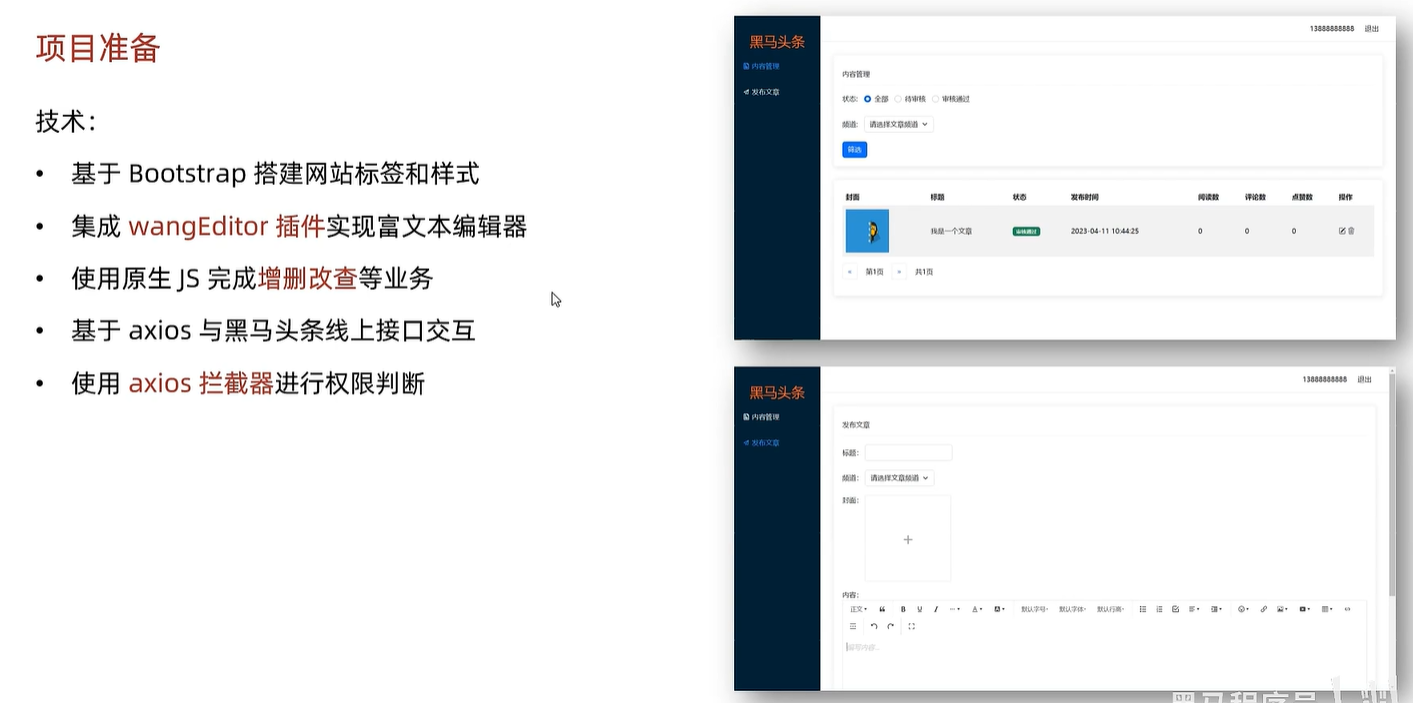 项目准备
技术：
• 基于 Bootstrap 搭建网站标签和样式
• 集成 wangEditor 插件实现富文本编辑器
• 使用原生 JS 完成增删改查等业务
• 基于 axios 与黑马头条线上接口交互
• 使用 axios 拦截器进行权限判断
黑马头条
内容管理
发布文章
13888888888 退出
内容管理
状态： 全部 待审核 审核通过
频道： 请选择文章频道
筛选
封面 标题 状态 发布时间 阅读数 评论数 点赞数 操作
我是一个文章 审核通过 2023-04-11 10:44:25 0 0 0
« 第1页 » 共1页
黑马头条
内容管理
发布文章
13888888888 退出
发布文章
标题：
频道： 请选择文章频道
封面：
+
内容：
正文 B U I ··· A A 默认字号 默认字体 默认行高
编写内容...
黑马程序员